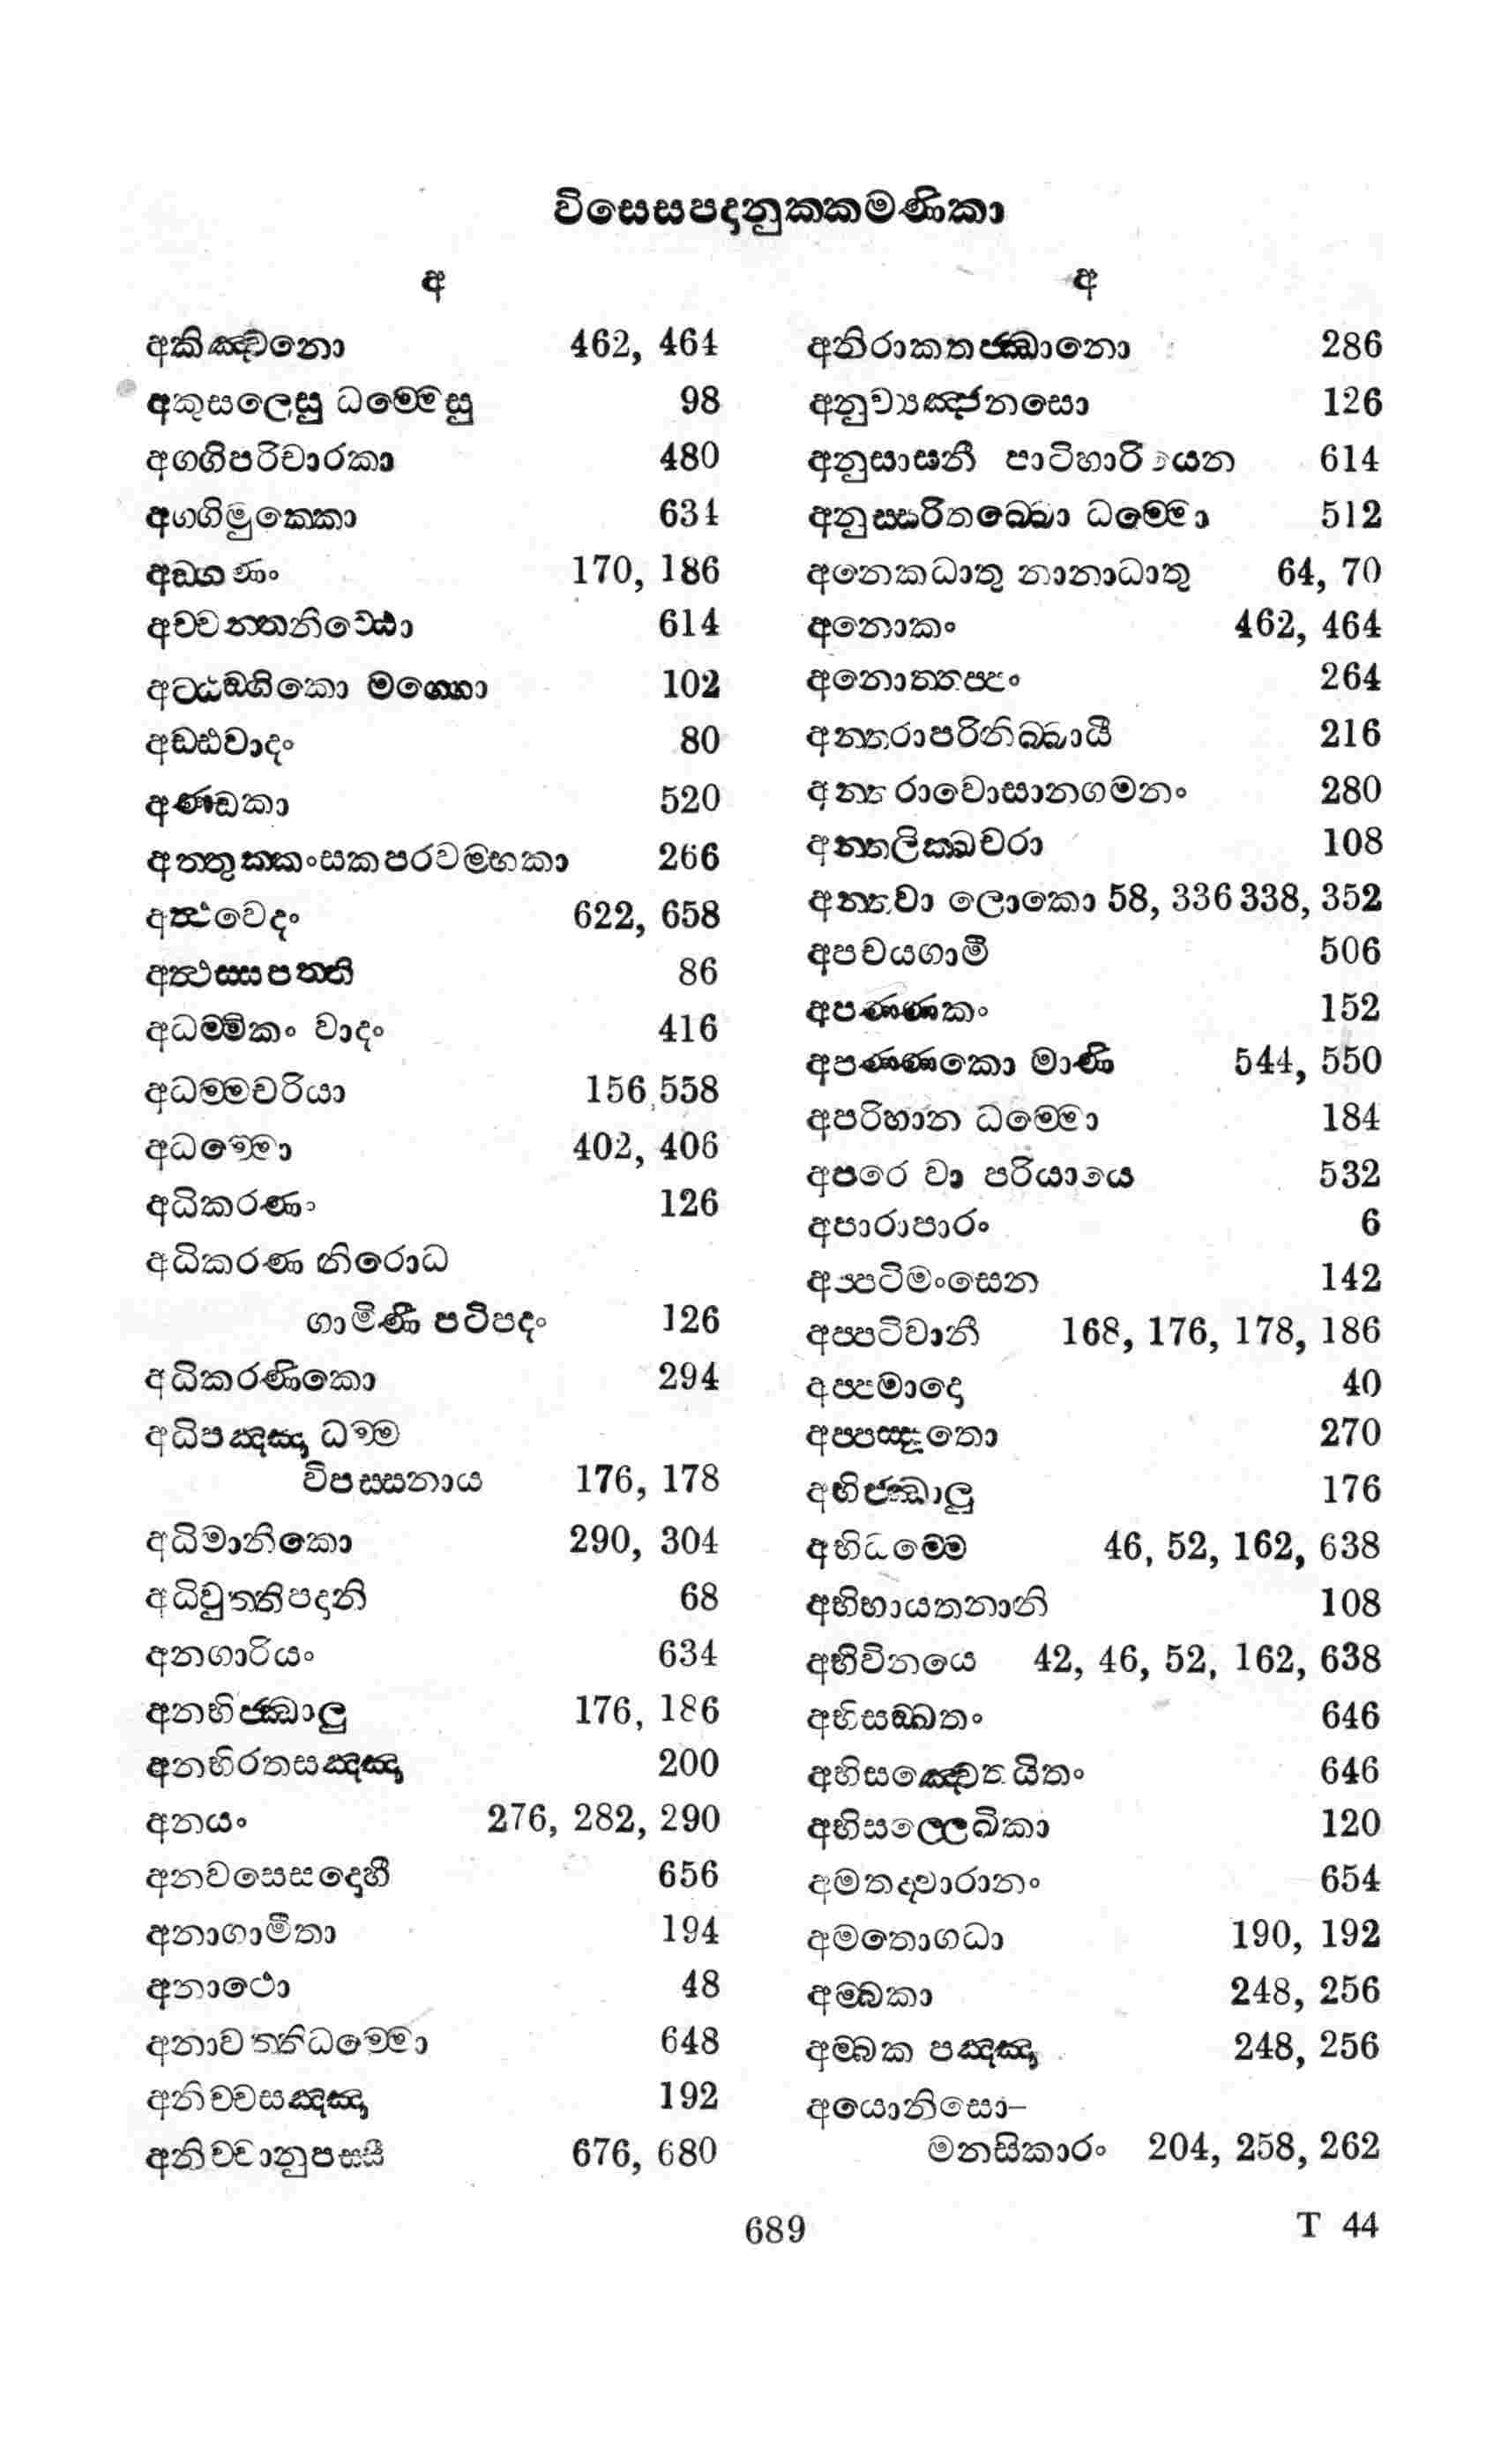 විසෙසපදානුක්කමණිකා
අ
අකිඤ්චනො 462, 464
අකුසලෙසු ධම්මෙසු 98
අග්ගිපරිචාරකා 480
අග්ගිමුක්කො 634
අඞ්ගණං 170, 186
අච්චන්තනිට්ඨො 614
අට්ඨඞ්ගිකො මග්ගො 102
අඩ්ඪවාදං 80
අණ්ඩකා 520
අත්තුක්කංසකපරවම්භකා 266
අත්ථවෙදං 622, 658
අත්ථස්සපත්ති 86
අධම්මිකං වාදං 416
අධම්මචරියා 156,558
අධම්මො 402, 406
අධිකරණං 126
අධිකරණ නිරොධ
ගාමිණී පටිපදං 126
අධිකරණිකො 294
අධිපඤ්ඤා ධම්ම
විපස්සනාය 176, 178
අධිමානිකො 290, 304
අධිවුත්තිපදානි 68
අනගාරියං 634
අනභිජ්ඣාලු 176, 186
අනභිරතසඤ්ඤා 200
අනයං 276, 282, 290
අනවසෙසදොහී 656
අනාගාමීතා 194
අනාථො 48
අනාවත්තිධම්මො 648
අනිච්චසඤ්ඤා 192
අනිච්චානුපස්සී 676, 680
අ
අනිරාකතජ්ඣානො 286
අනුව්‍යඤ්ජනසො 126
අනුසාසනී පාටිහාරියෙන 614
අනුස්සරිතබ්බො ධම්මො 512
අනෙකධාතු නානාධාතු 64, 70
අනොකං 462, 464
අනොත්තප්පං 264
අන්තරාපරිනිබ්බායී 216
අන්තරාවොසානගමනං 280
අන්තලික්ඛචරා 108
අන්තවා ලොකො 58, 336 338, 352
අපචයගාමී 506
අපණ්ණකං 152
අපණ්ණකො මාණි 544, 550
අපරිහාන ධම්මො 184
අපරෙ වා පරියායෙ 532
අපාරාපාරං 6
අප්පටිමංසෙන 142
අප්පටිවානී 168, 176, 178, 186
අප්පමාදො 40
අප්පස්සුතො 270
අභිජ්ඣාලු 176
අභිධම්මෙ 46, 52, 162, 638
අභිභායතනානි 108
අභිවිනයෙ 42, 46, 52, 162, 638
අභිසඞ්ඛතං 646
අභිසඤ්චෙතයිතං 646
අභිසල්ලෙඛිකා 120
අමතද්වාරානං 654
අමතොගධා 190, 192
අම්බකා 248, 256
අම්බක පඤ්ඤා 248, 256
අයොනිසො-
මනසිකාරං 204, 258, 262
689
T 44